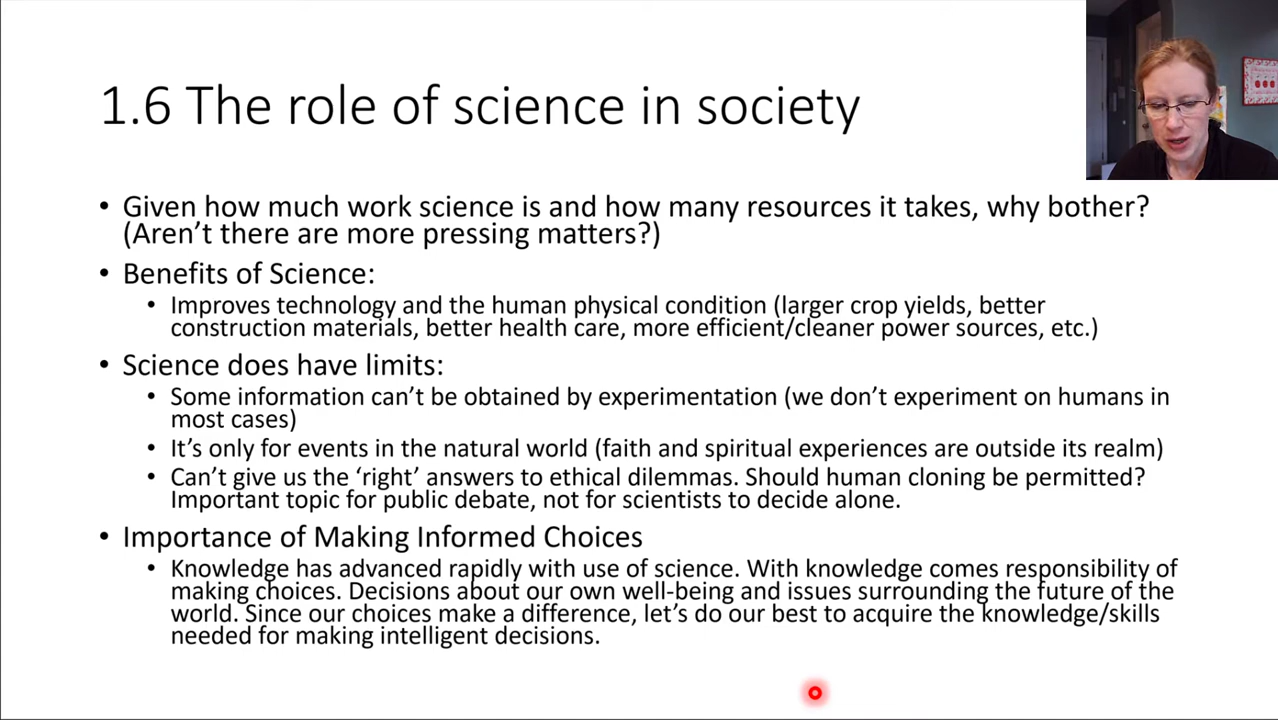 1.6 The role of science in society
• Given how much work science is and how many resources it takes, why bother?
(Aren’t there are more pressing matters?)
• Benefits of Science:
• Improves technology and the human physical condition (larger crop yields, better
construction materials, better health care, more efficient/cleaner power sources, etc.)
• Science does have limits:
• Some information can’t be obtained by experimentation (we don’t experiment on humans in
most cases)
• It’s only for events in the natural world (faith and spiritual experiences are outside its realm)
• Can’t give us the ‘right’ answers to ethical dilemmas. Should human cloning be permitted?
Important topic for public debate, not for scientists to decide alone.
• Importance of Making Informed Choices
• Knowledge has advanced rapidly with use of science. With knowledge comes responsibility of
making choices. Decisions about our own well-being and issues surrounding the future of the
world. Since our choices make a difference, let’s do our best to acquire the knowledge/skills
needed for making intelligent decisions.